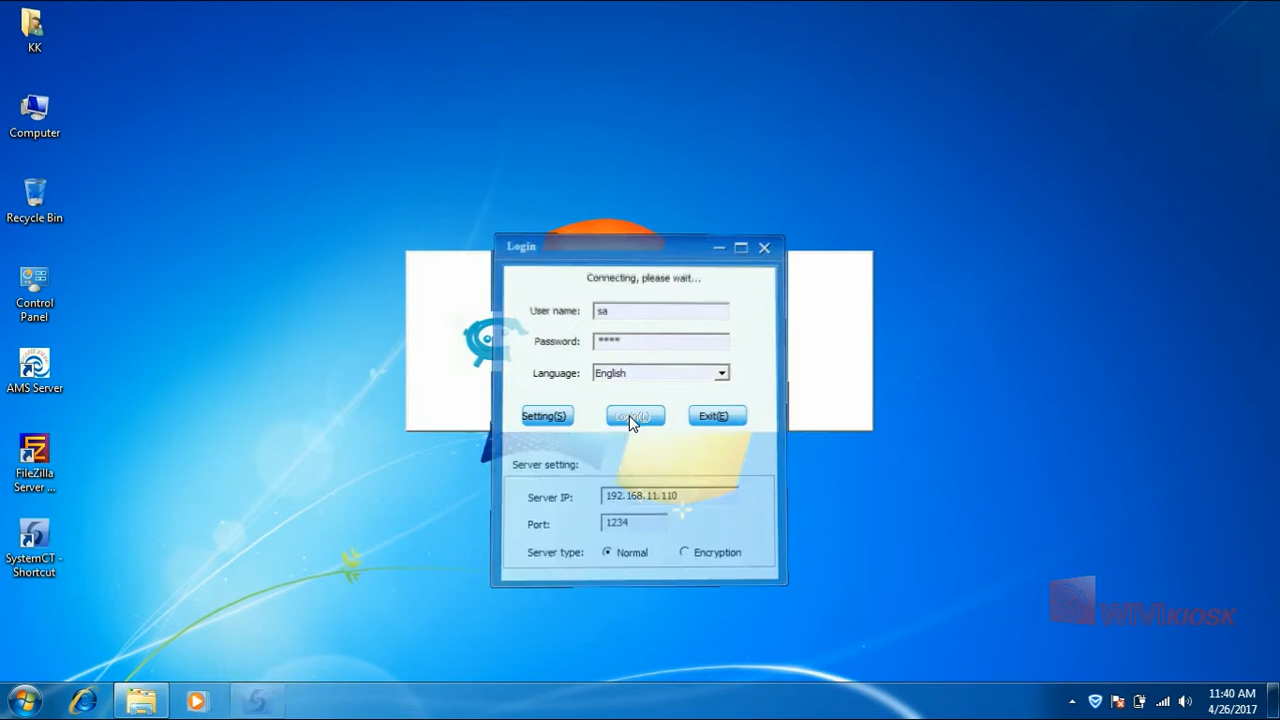 KK
Computer
Recycle Bin
Control
Panel
AMS Server
FileZilla
Server ...
SystemCT -
Shortcut
Login
Connecting, please wait...
User name: sa
Password: ****
Language: English
Setting(S) Login(L) Exit(E)
Server setting:
Server IP: 192.168.11.110
Port: 1234
Server type: Normal Encryption
WIVIKIOSK
11:40 AM
4/26/2017